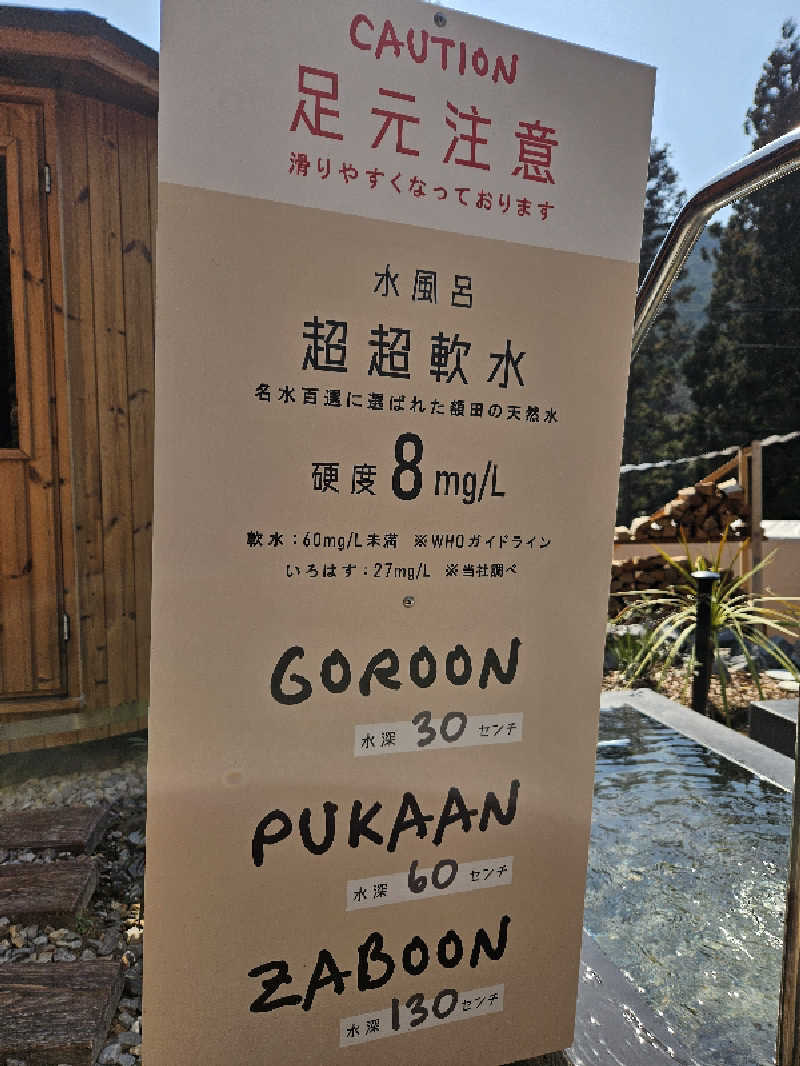 CAUTION
足元注意
滑りやすくなっております
水風呂
超超軟水
名水百選に選ばれた額田の天然水
硬度8mg/L
軟水：60mg/L未満 ※WHOガイドライン
いろはす：27mg/L ※当社調べ
GOROON
水深 30 センチ
PUKAAN
水深 60 センチ
ZABOON
水深 130 センチ